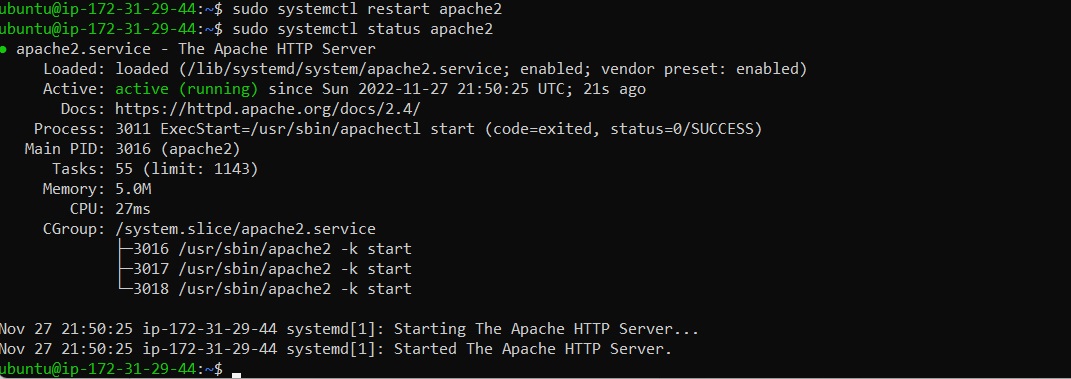 ubuntu@ip-172-31-29-44:~$ sudo systemctl restart apache2
ubuntu@ip-172-31-29-44:~$ sudo systemctl status apache2
● apache2.service - The Apache HTTP Server
     Loaded: loaded (/lib/systemd/system/apache2.service; enabled; vendor preset: enabled)
     Active: active (running) since Sun 2022-11-27 21:50:25 UTC; 21s ago
       Docs: https://httpd.apache.org/docs/2.4/
    Process: 3011 ExecStart=/usr/sbin/apachectl start (code=exited, status=0/SUCCESS)
   Main PID: 3016 (apache2)
      Tasks: 55 (limit: 1143)
     Memory: 5.0M
        CPU: 27ms
     CGroup: /system.slice/apache2.service
             ├─3016 /usr/sbin/apache2 -k start
             ├─3017 /usr/sbin/apache2 -k start
             └─3018 /usr/sbin/apache2 -k start

Nov 27 21:50:25 ip-172-31-29-44 systemd[1]: Starting The Apache HTTP Server...
Nov 27 21:50:25 ip-172-31-29-44 systemd[1]: Started The Apache HTTP Server.
ubuntu@ip-172-31-29-44:~$